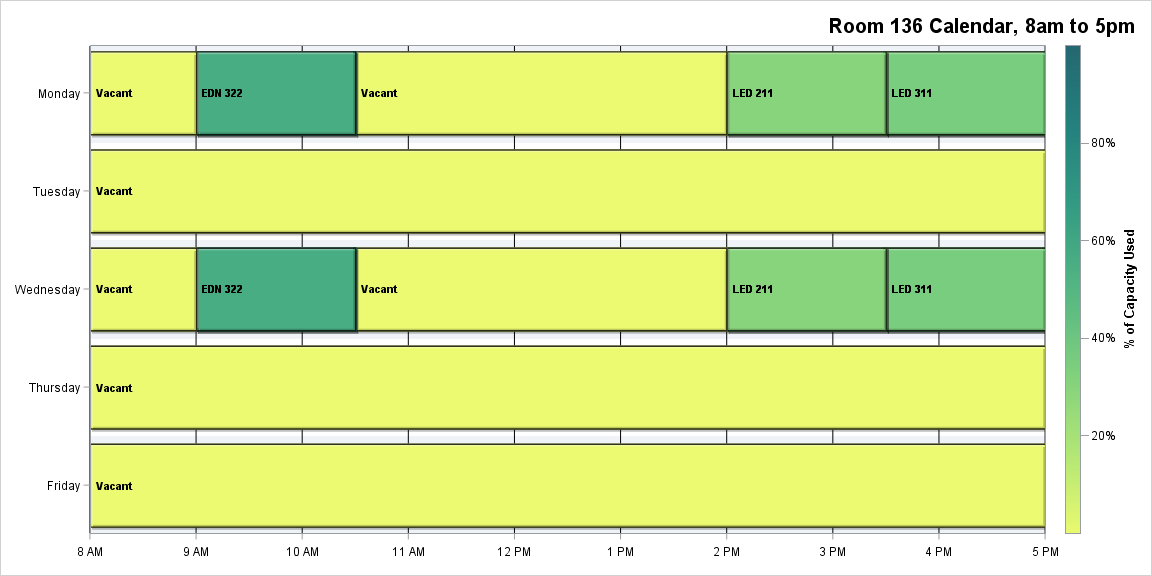 Room 136 Calendar, 8am to 5pm
Monday
Vacant
EDN 322
Vacant
LED 211
LED 311
Tuesday
Vacant
Wednesday
Vacant
EDN 322
Vacant
LED 211
LED 311
Thursday
Vacant
Friday
Vacant
8 AM
9 AM
10 AM
11 AM
12 PM
1 PM
2 PM
3 PM
4 PM
5 PM
80%
60%
40%
20%
% of Capacity Used